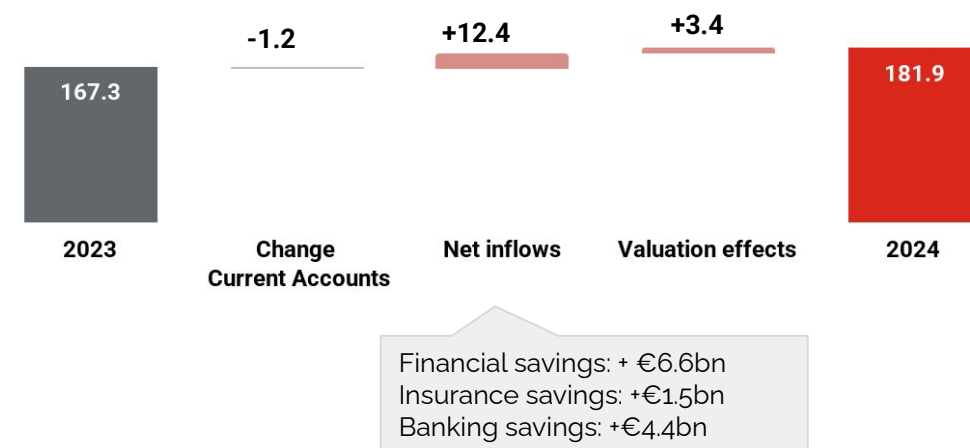 -1.2
+12.4
+3.4
167.3
181.9
2023
Change
Current Accounts
Net inflows
Valuation effects
2024
Financial savings: + €6.6bn
Insurance savings: +€1.5bn
Banking savings: +€4.4bn